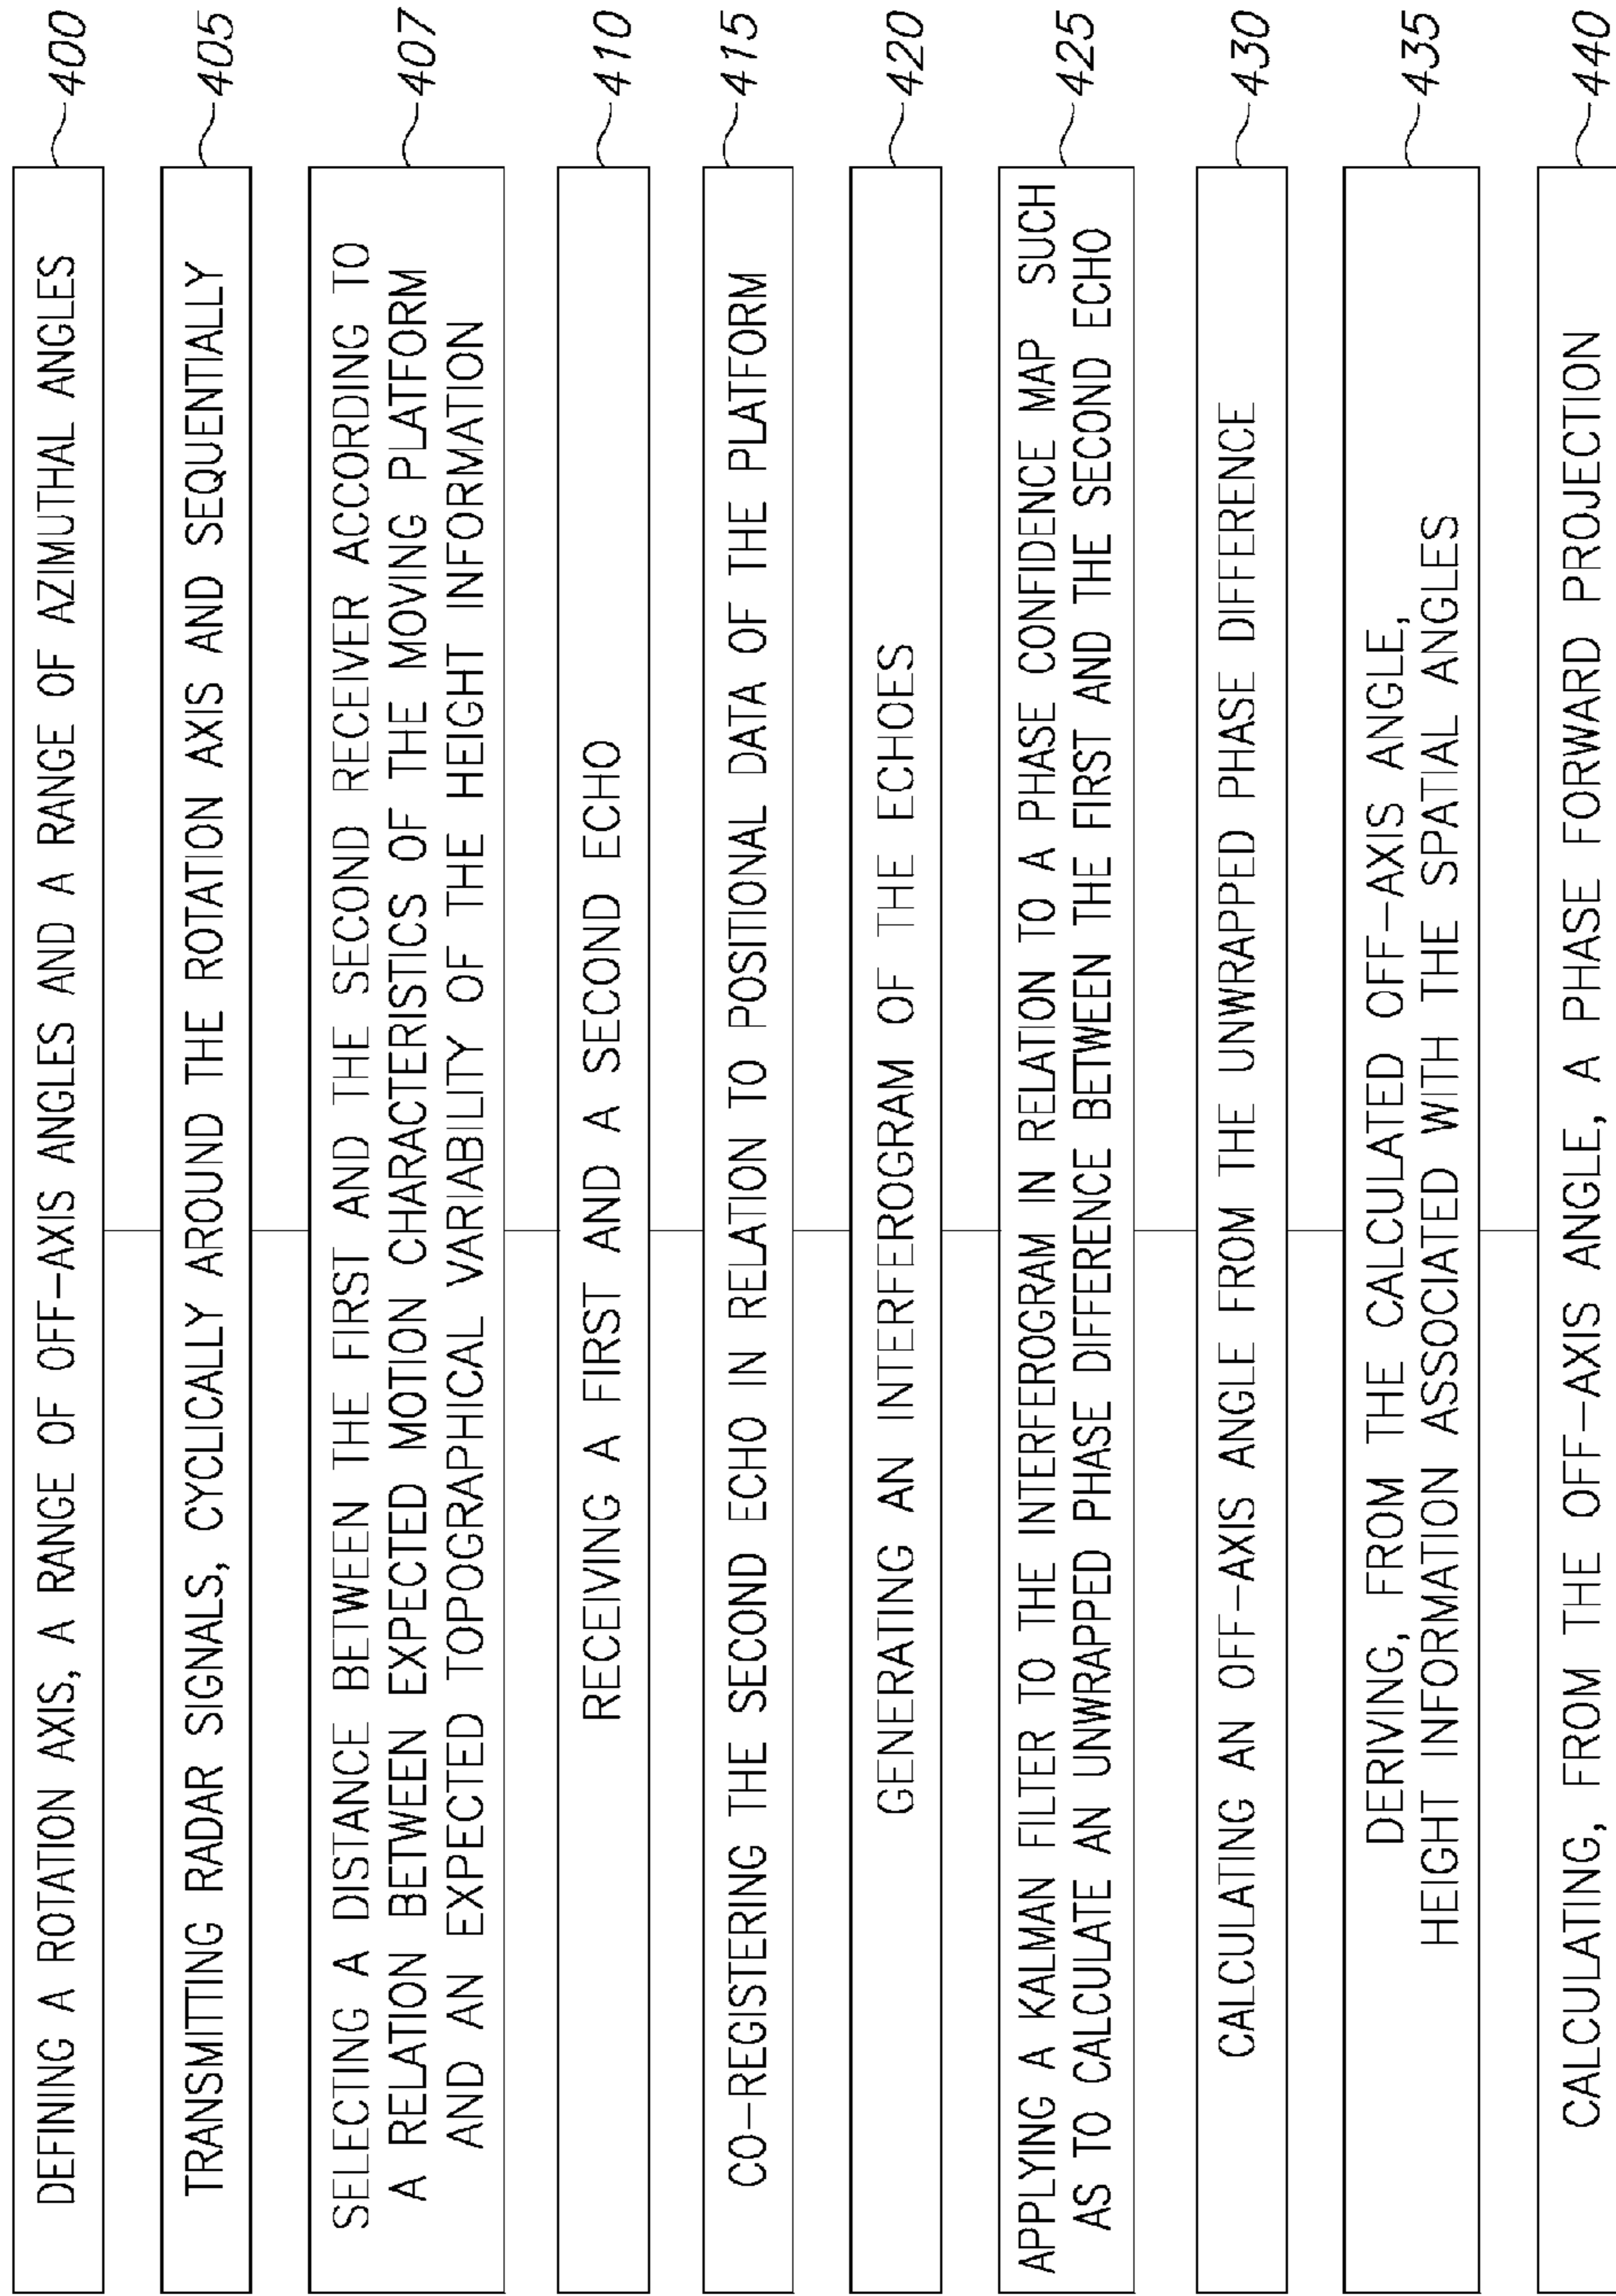 DEFINING A ROTATION AXIS, A RANGE OF OFF-AXIS ANGLES AND A RANGE OF AZIMUTHAL ANGLES
400
TRANSMITTING RADAR SIGNALS, CYCLICALLY AROUND THE ROTATION AXIS AND SEQUENTIALLY
405
SELECTING A DISTANCE BETWEEN THE FIRST AND THE SECOND RECEIVER ACCORDING TO
A RELATION BETWEEN EXPECTED MOTION CHARACTERISTICS OF THE MOVING PLATFORM
AND AN EXPECTED TOPOGRAPHICAL VARIABILITY OF THE HEIGHT INFORMATION
407
RECEIVING A FIRST AND A SECOND ECHO
410
CO-REGISTERING THE SECOND ECHO IN RELATION TO POSITIONAL DATA OF THE PLATFORM
415
GENERATING AN INTERFEROGRAM OF THE ECHOES
420
APPLYING A KALMAN FILTER TO THE INTERFEROGRAM IN RELATION TO A PHASE CONFIDENCE MAP SUCH
AS TO CALCULATE AN UNWRAPPED PHASE DIFFERENCE BETWEEN THE FIRST AND THE SECOND ECHO
425
CALCULATING AN OFF-AXIS ANGLE FROM THE UNWRAPPED PHASE DIFFERENCE
430
DERIVING, FROM THE CALCULATED OFF-AXIS ANGLE,
HEIGHT INFORMATION ASSOCIATED WITH THE SPATIAL ANGLES
435
CALCULATING, FROM THE OFF-AXIS ANGLE, A PHASE FORWARD PROJECTION
440